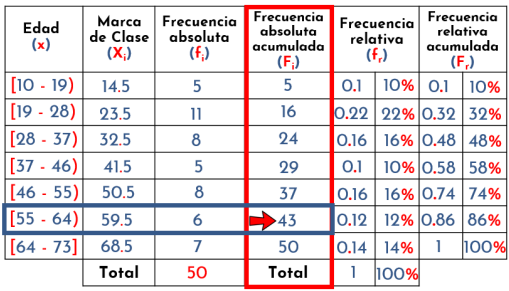 Edad (x) | Marca de Clase (Xi) | Frecuencia absoluta (fi) | Frecuencia absoluta acumulada (Fi) | Frecuencia relativa (fr) | Frecuencia relativa acumulada (Fr)
[10 - 19) 14.5 5 5 0.1 10% 0.1 10%
[19 - 28) 23.5 11 16 0.22 22% 0.32 32%
[28 - 37) 32.5 8 24 0.16 16% 0.48 48%
[37 - 46) 41.5 5 29 0.1 10% 0.58 58%
[46 - 55) 50.5 8 37 0.16 16% 0.74 74%
[55 - 64) 59.5 6 43 0.12 12% 0.86 86%
[64 - 73] 68.5 7 50 0.14 14% 1 100%
Total 50 Total 1 100%